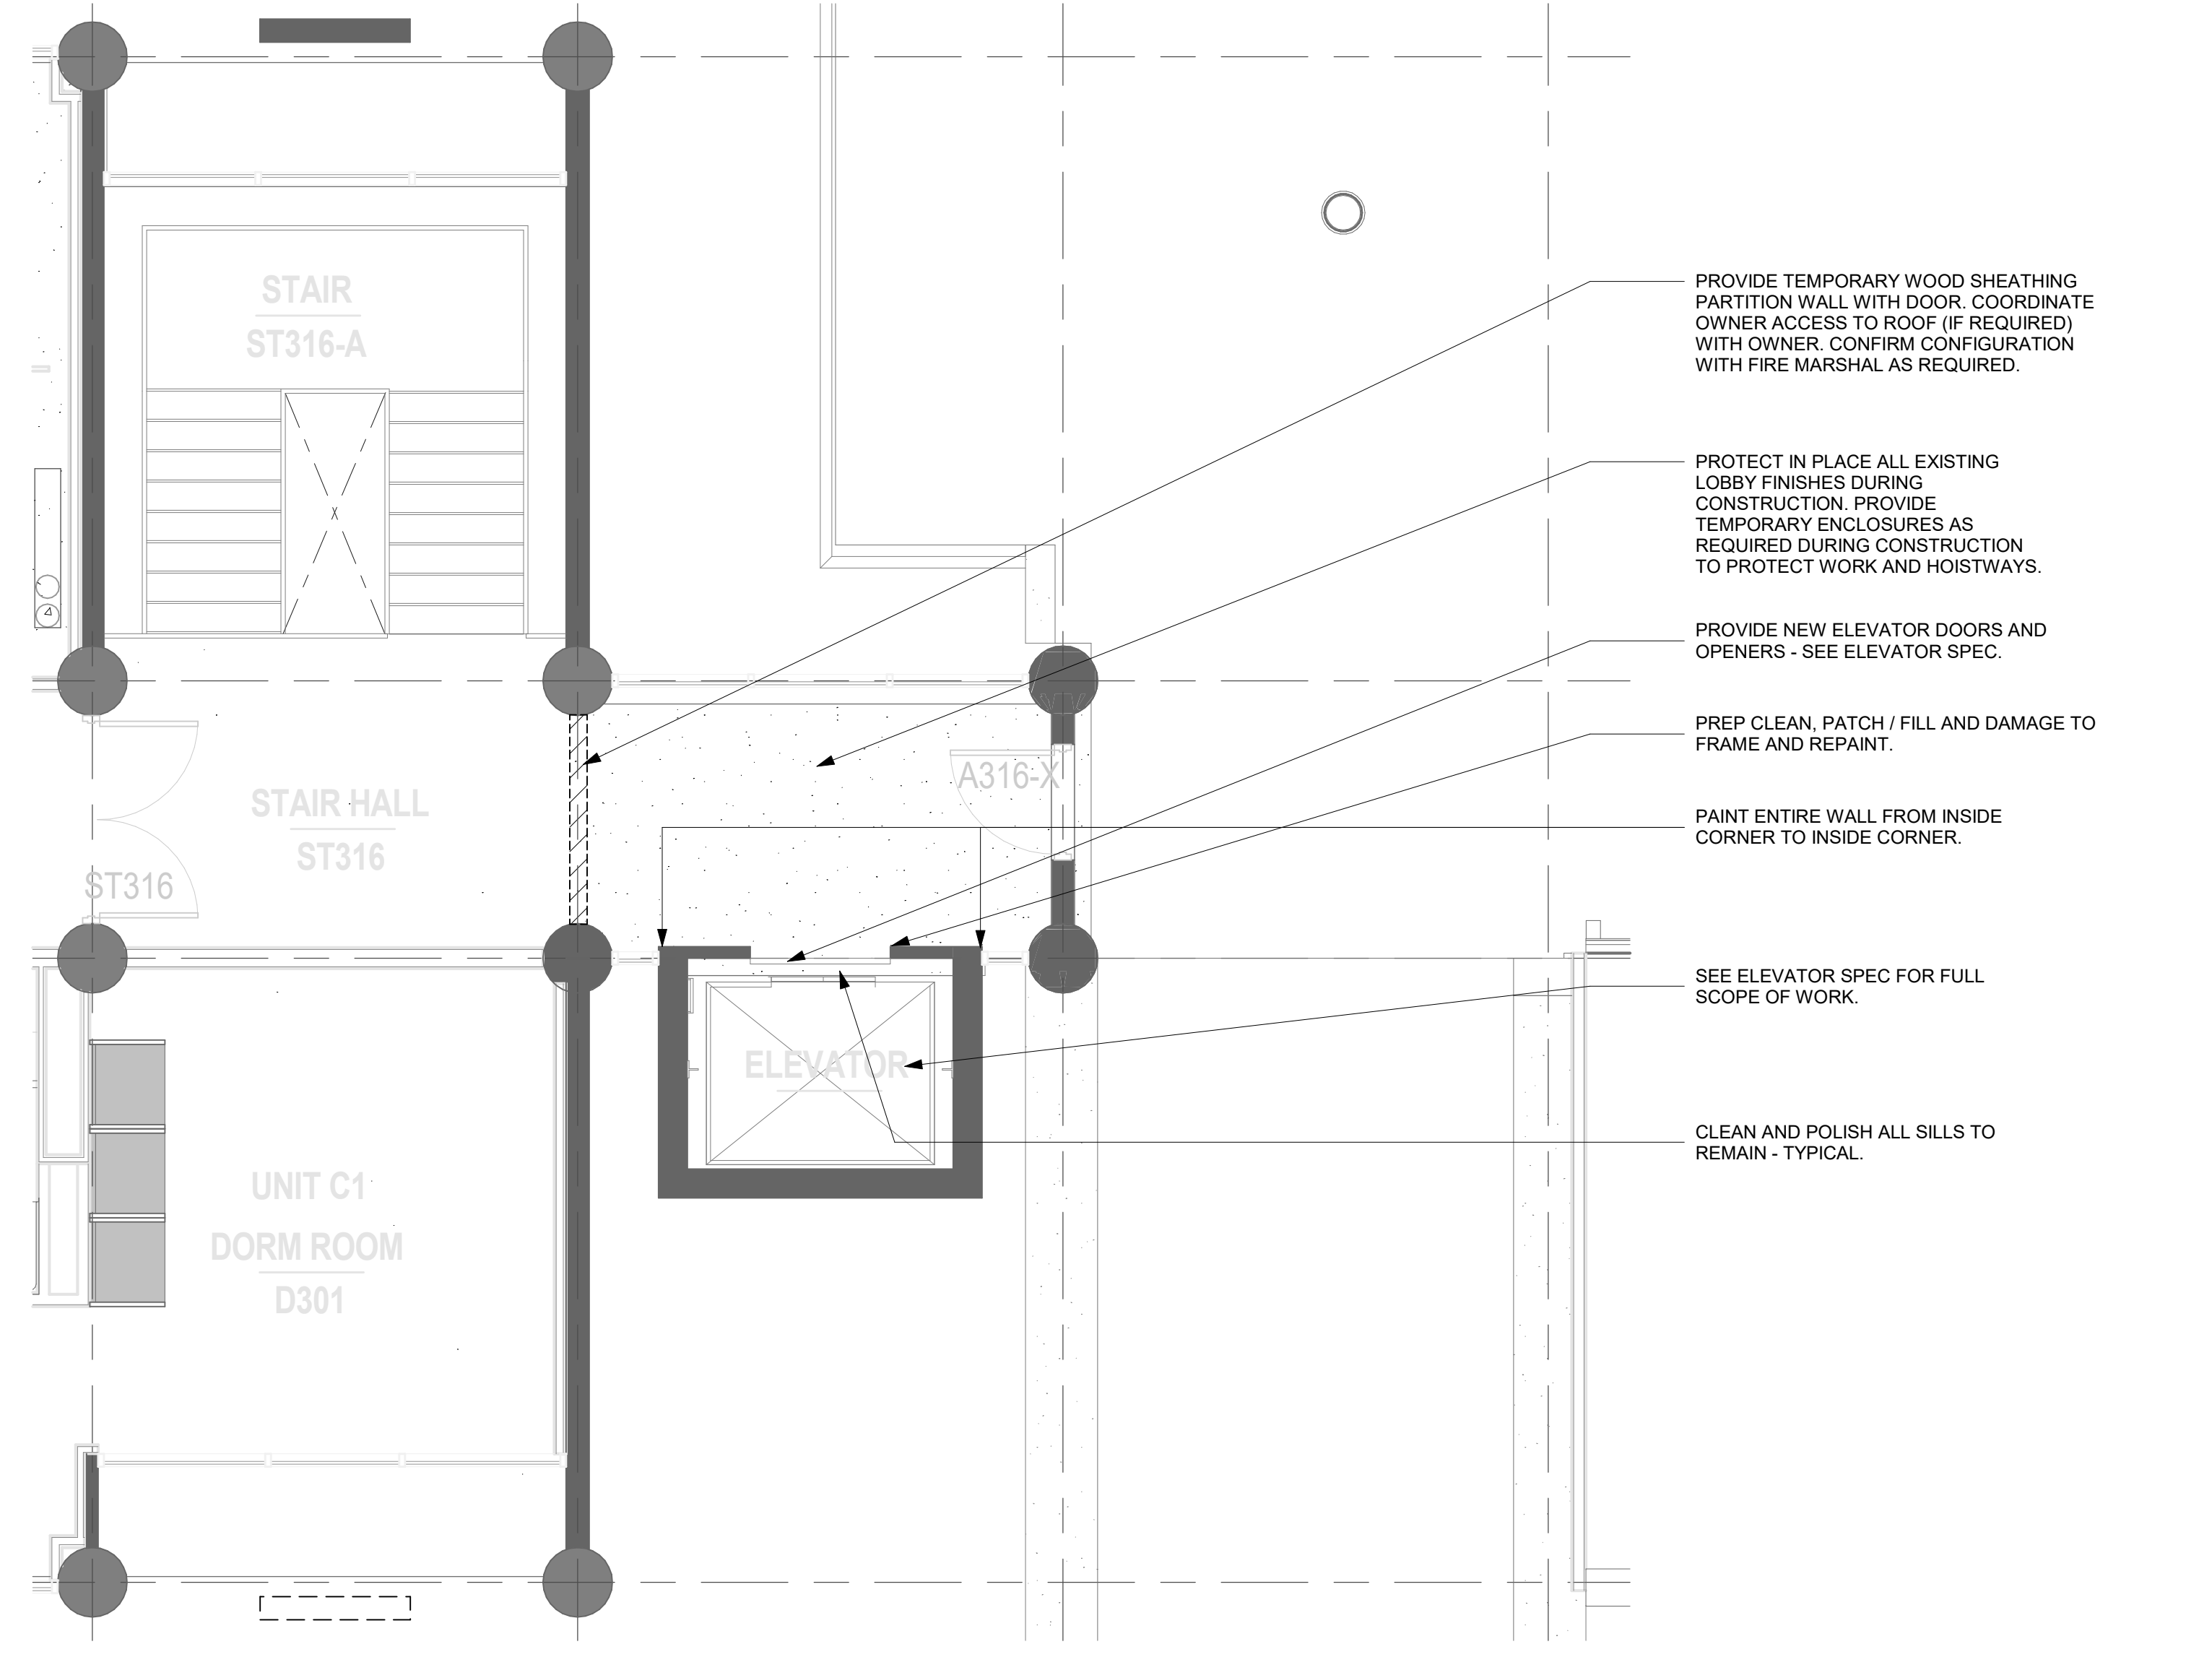 STAIR
ST316-A
STAIR HALL
ST316
ST316
A316-X
ELEVATOR
UNIT C1
DORM ROOM
D301
PROVIDE TEMPORARY WOOD SHEATHING
PARTITION WALL WITH DOOR. COORDINATE
OWNER ACCESS TO ROOF (IF REQUIRED)
WITH OWNER. CONFIRM CONFIGURATION
WITH FIRE MARSHAL AS REQUIRED.
PROTECT IN PLACE ALL EXISTING
LOBBY FINISHES DURING
CONSTRUCTION. PROVIDE
TEMPORARY ENCLOSURES AS
REQUIRED DURING CONSTRUCTION
TO PROTECT WORK AND HOISTWAYS.
PROVIDE NEW ELEVATOR DOORS AND
OPENERS - SEE ELEVATOR SPEC.
PREP CLEAN, PATCH / FILL AND DAMAGE TO
FRAME AND REPAINT.
PAINT ENTIRE WALL FROM INSIDE
CORNER TO INSIDE CORNER.
SEE ELEVATOR SPEC FOR FULL
SCOPE OF WORK.
CLEAN AND POLISH ALL SILLS TO
REMAIN - TYPICAL.